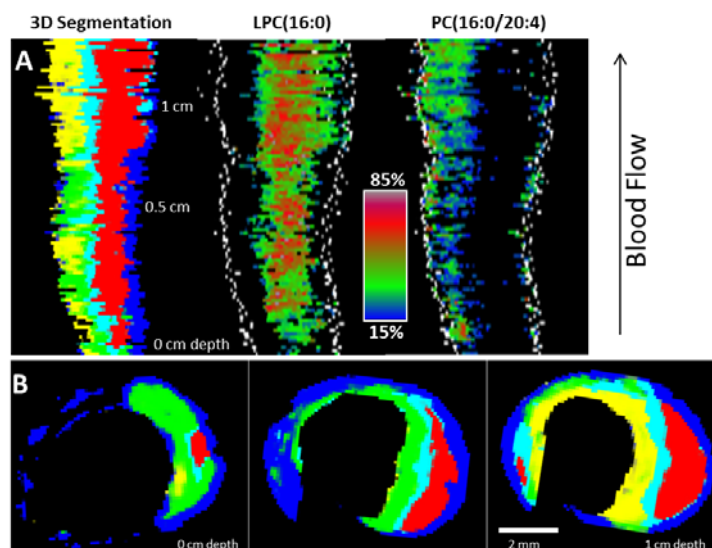 3D Segmentation LPC(16:0) PC(16:0/20:4)
A
1 cm
0.5 cm
0 cm depth
85%
15%
Blood Flow
B
0 cm depth
2 mm
1 cm depth